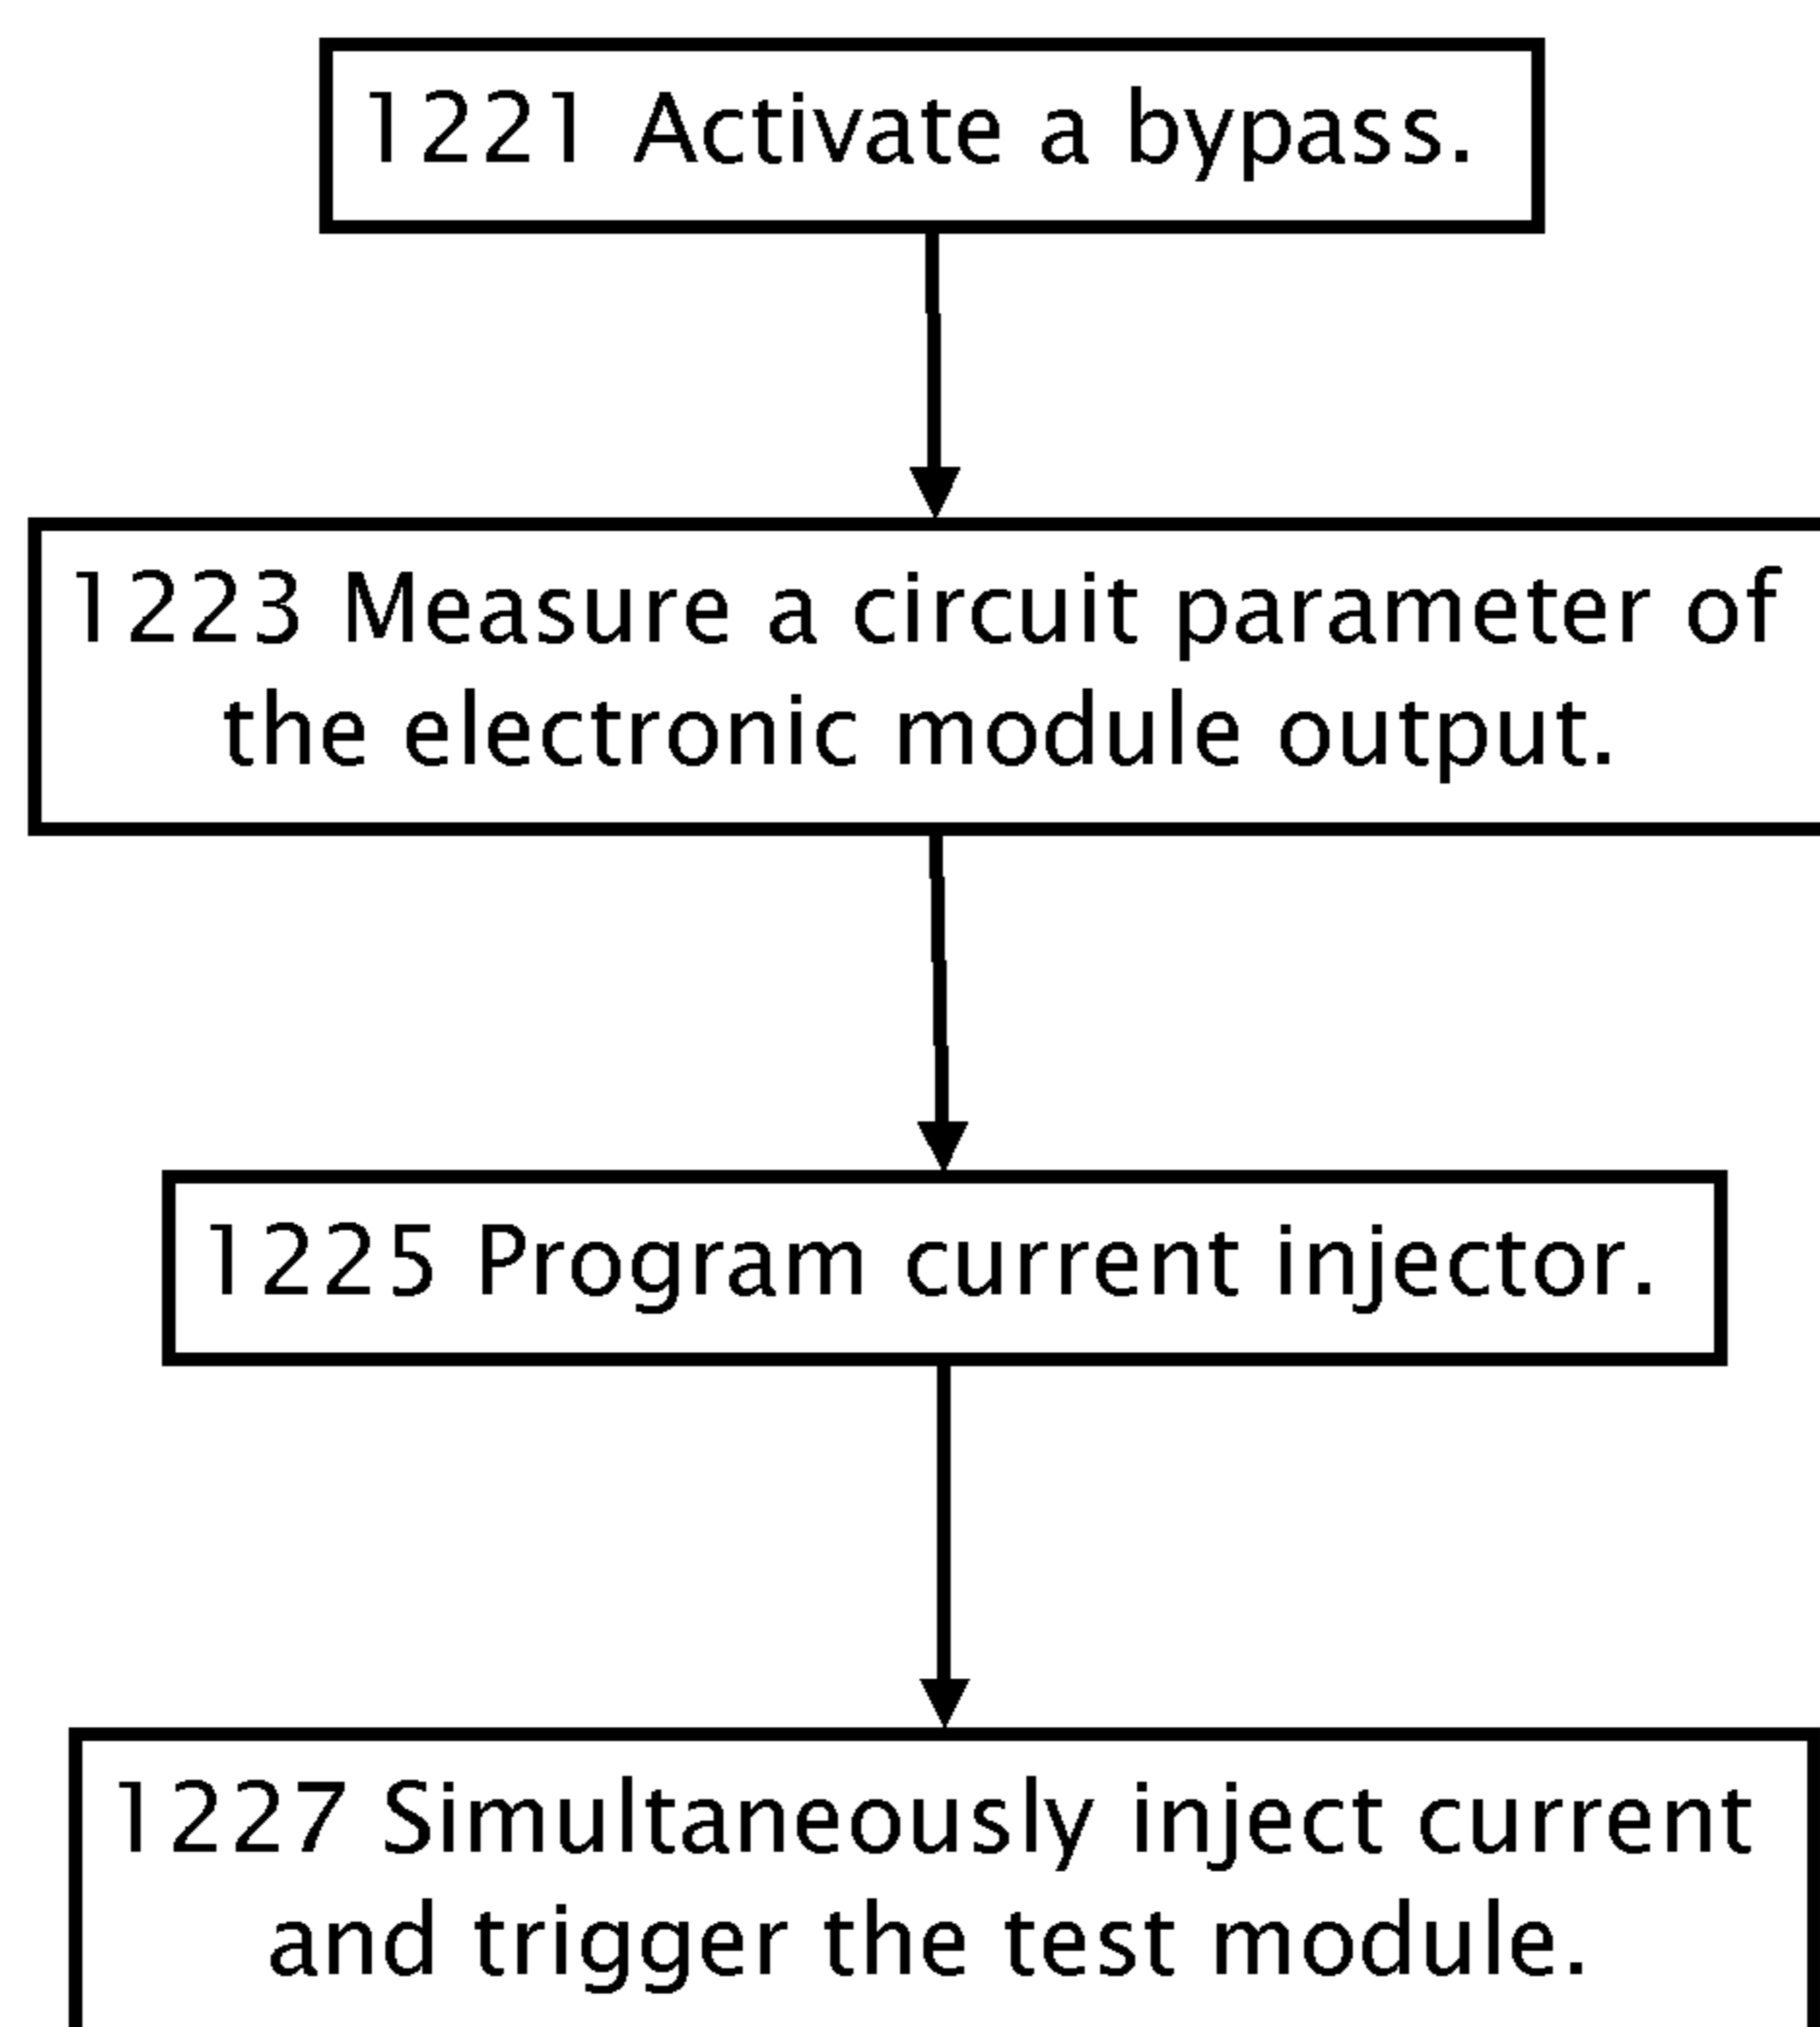 1221 Activate a bypass.
1223 Measure a circuit parameter of
the electronic module output.
1225 Program current injector.
1227 Simultaneously inject current
and trigger the test module.